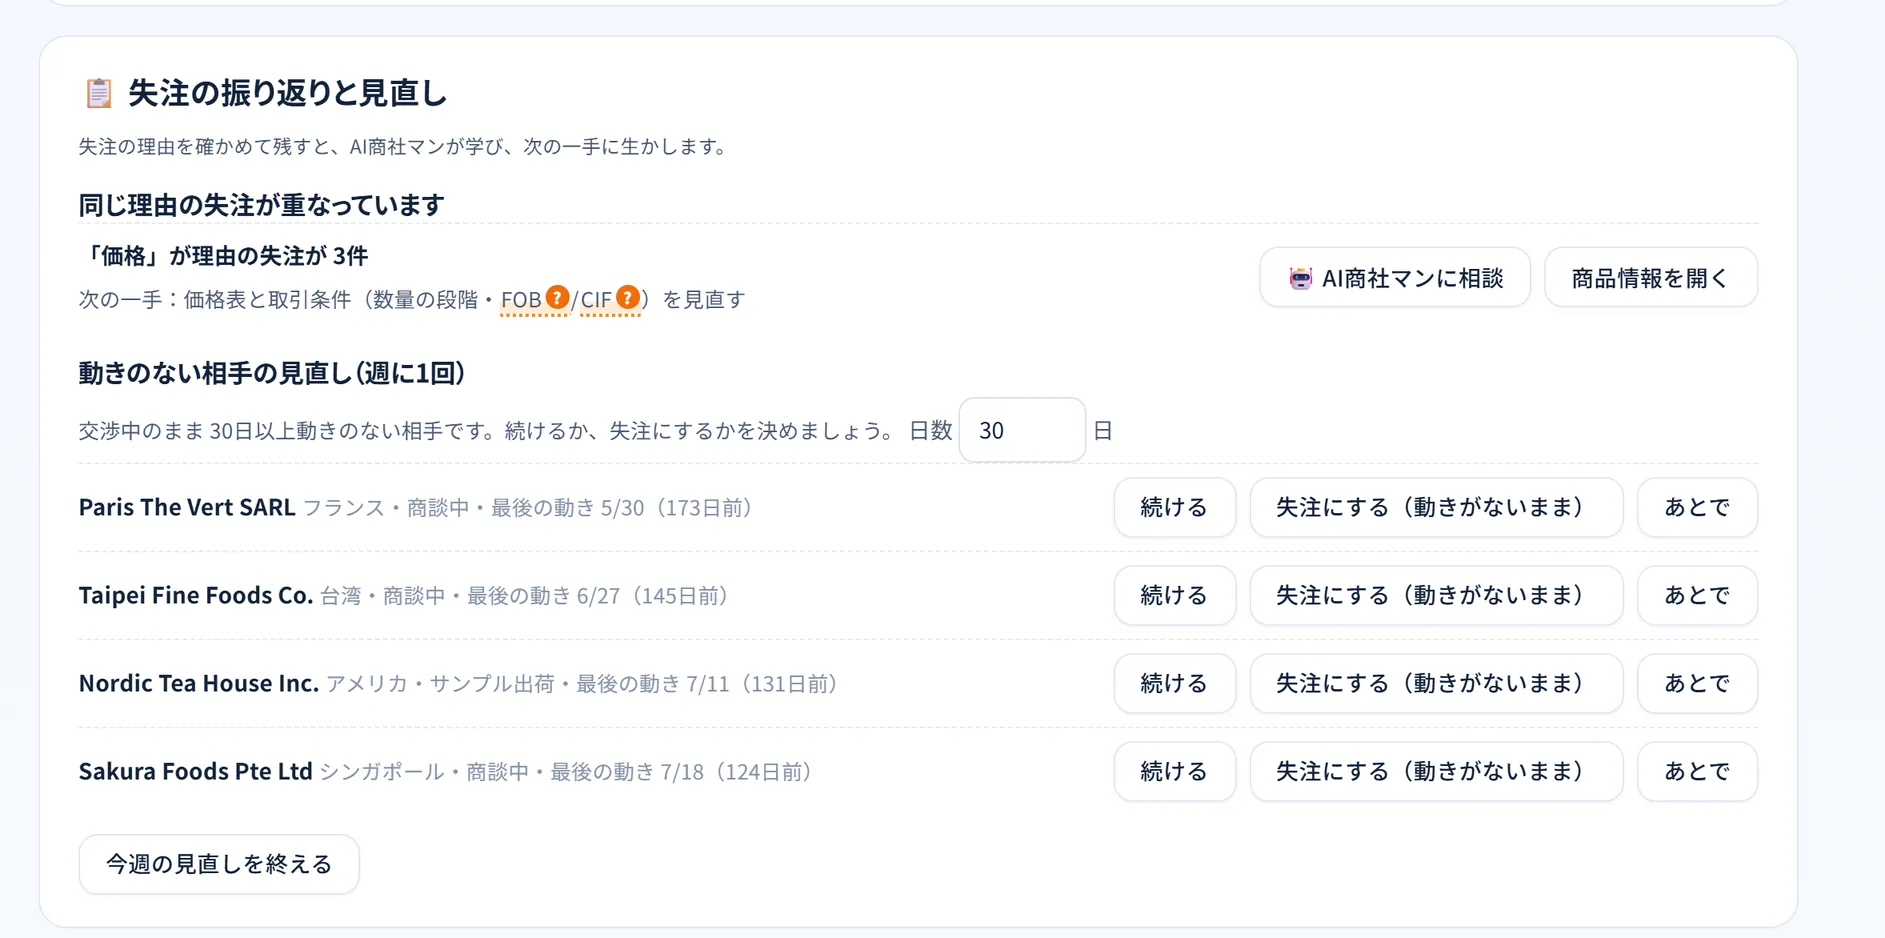 📋 失注の振り返りと見直し
失注の理由を確かめて残すと、AI商社マンが学び、次の一手に生かします。
同じ理由の失注が重なっています
「価格」が理由の失注が 3件
次の一手：価格表と取引条件（数量の段階・FOB?/CIF?）を見直す
🤖 AI商社マンに相談
商品情報を開く
動きのない相手の見直し（週に1回）
交渉中のまま 30日以上動きのない相手です。続けるか、失注にするかを決めましょう。 日数 30 日
Paris The Vert SARL フランス・商談中・最後の動き 5/30（173日前） 続ける 失注にする（動きがないまま） あとで
Taipei Fine Foods Co. 台湾・商談中・最後の動き 6/27（145日前） 続ける 失注にする（動きがないまま） あとで
Nordic Tea House Inc. アメリカ・サンプル出荷・最後の動き 7/11（131日前） 続ける 失注にする（動きがないまま） あとで
Sakura Foods Pte Ltd シンガポール・商談中・最後の動き 7/18（124日前） 続ける 失注にする（動きがないまま） あとで
今週の見直しを終える